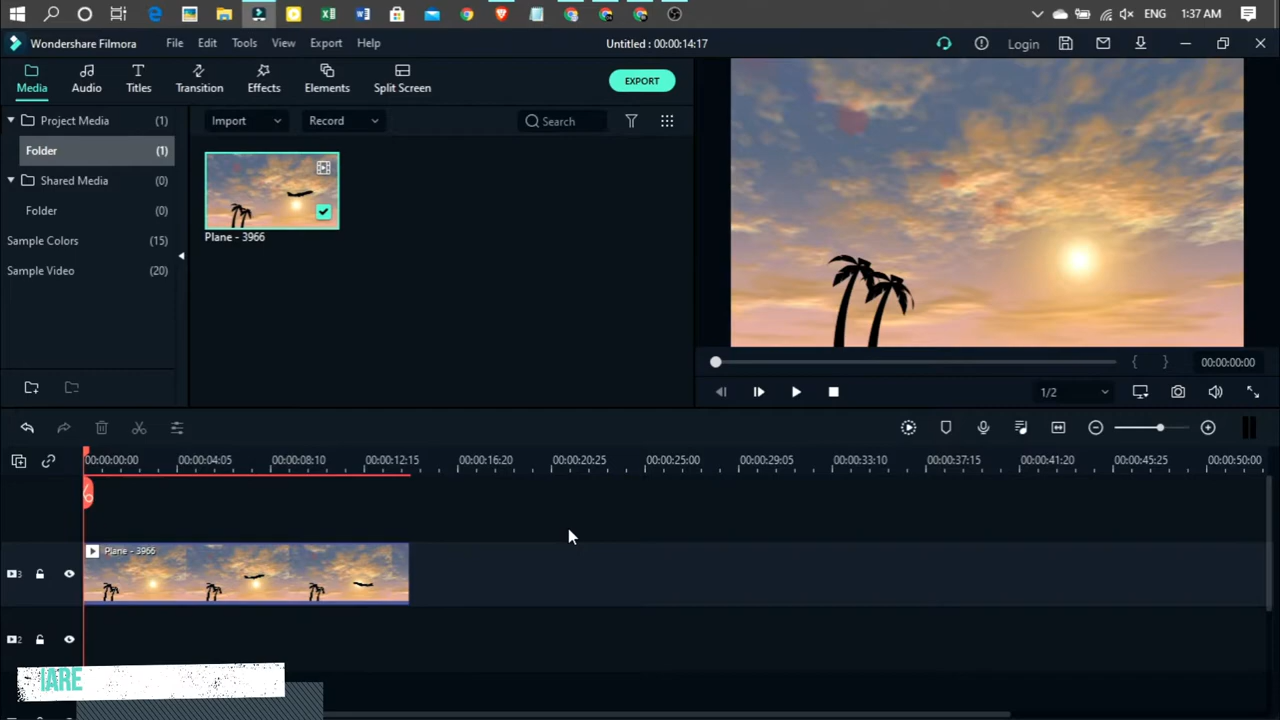 ENG 1:37 AM
Wondershare Filmora File Edit Tools View Export Help Untitled : 00:00:14:17 Login
Media Audio Titles Transition Effects Elements Split Screen EXPORT
Project Media (1) Import Record Search
Folder (1)
Shared Media (0)
Folder (0)
Plane - 3966
Sample Colors (15)
Sample Video (20)
00:00:00:00
1/2
00:00:00:00 00:00:04:05 00:00:08:10 00:00:12:15 00:00:16:20 00:00:20:25 00:00:25:00 00:00:29:05 00:00:33:10 00:00:37:15 00:00:41:20 00:00:45:25 00:00:50:00
Plane - 3966
3
2
IARE